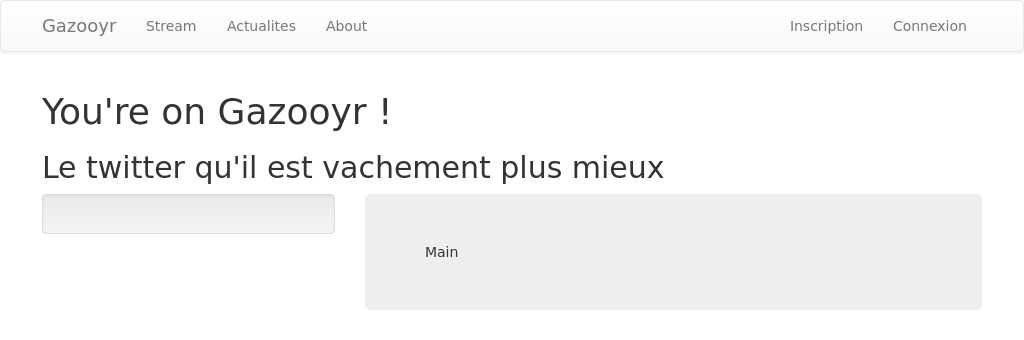 Gazooyr Stream Actualites About Inscription Connexion
You're on Gazooyr !
Le twitter qu'il est vachement plus mieux
Main